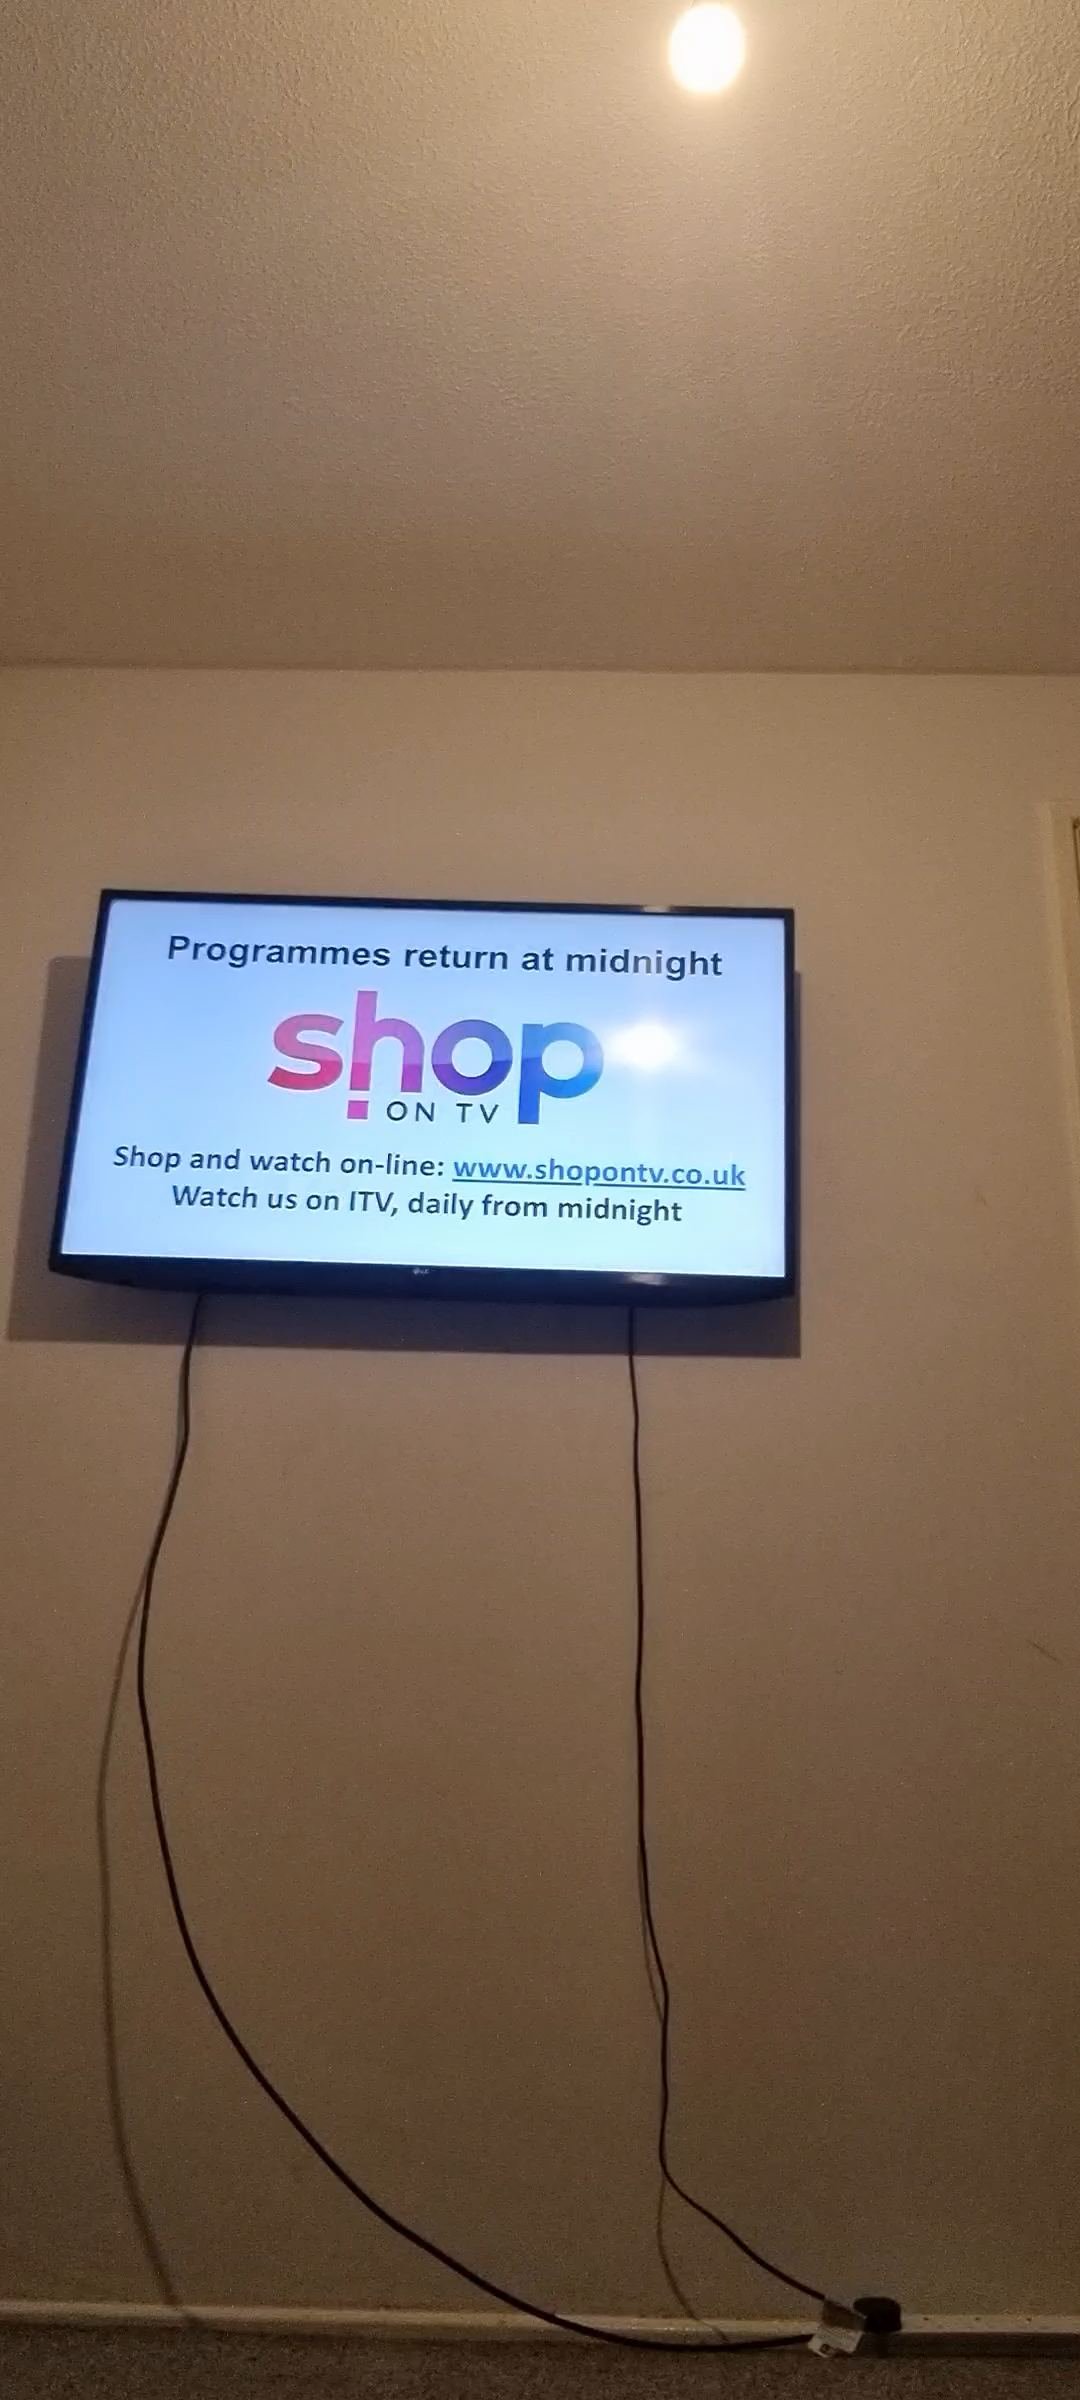 Programmes return at midnight
shop
ON TV
Shop and watch on-line: www.shopontv.co.uk
Watch us on ITV, daily from midnight
LG